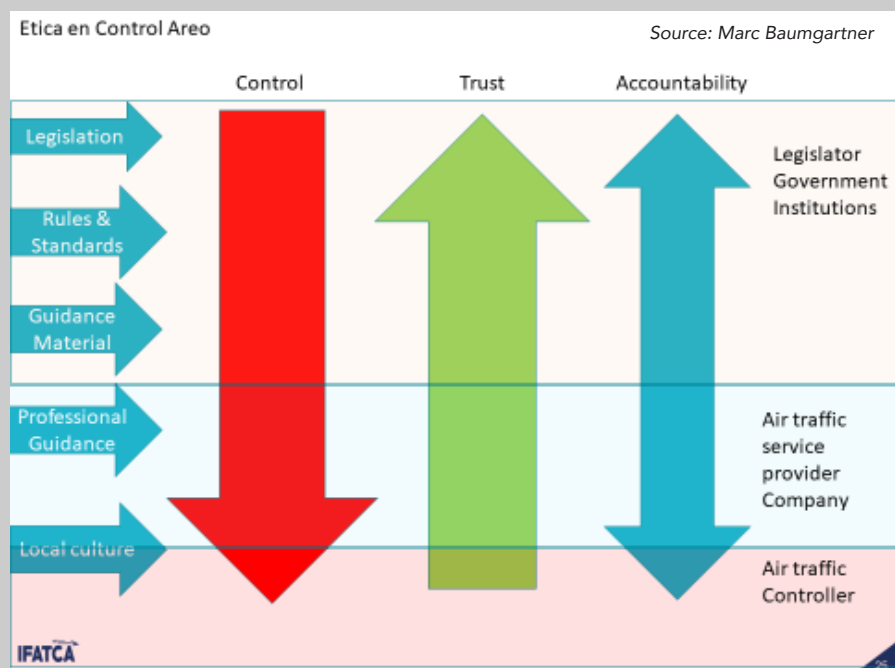 Etica en Control Areo
Source: Marc Baumgartner
Control
Trust
Accountability
Legislation
Rules &
Standards
Guidance
Material
Professional
Guidance
Local culture
Legislator
Government
Institutions
Air traffic
service
provider
Company
Air traffic
Controller
IFATCA